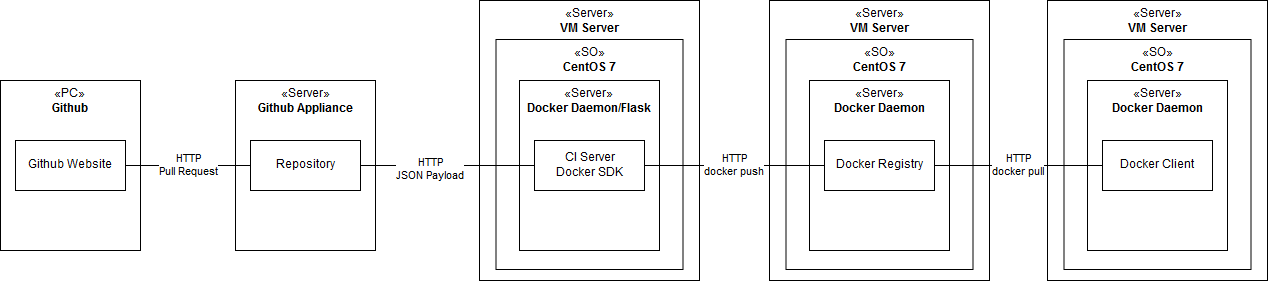 «PC»
Github
Github Website
HTTP
Pull Request
«Server»
Github Appliance
Repository
HTTP
JSON Payload
«Server»
VM Server
«SO»
CentOS 7
«Server»
Docker Daemon/Flask
CI Server
Docker SDK
HTTP
docker push
«Server»
VM Server
«SO»
CentOS 7
«Server»
Docker Daemon
Docker Registry
HTTP
docker pull
«Server»
VM Server
«SO»
CentOS 7
«Server»
Docker Daemon
Docker Client